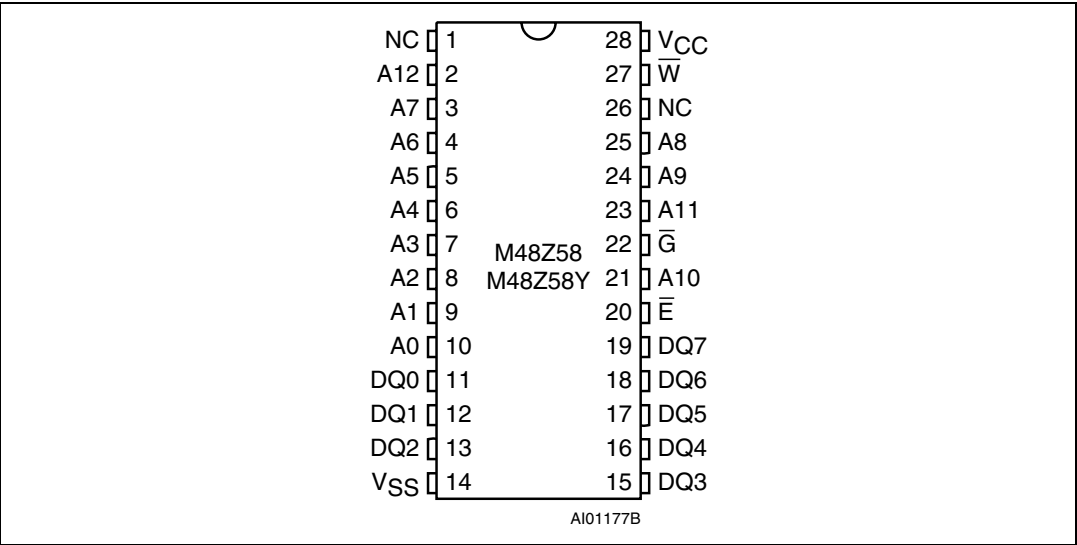 NC 1 28 VCC
A12 2 27 W̅
A7 3 26 NC
A6 4 25 A8
A5 5 24 A9
A4 6 23 A11
A3 7 22 G̅
M48Z58
A2 8 M48Z58Y 21 A10
A1 9 20 E̅
A0 10 19 DQ7
DQ0 11 18 DQ6
DQ1 12 17 DQ5
DQ2 13 16 DQ4
VSS 14 15 DQ3
AI01177B